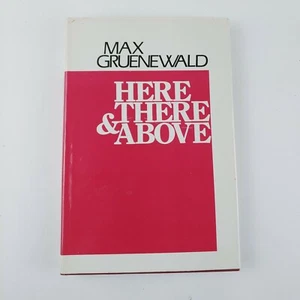 MAX
GRUENEWALD
HERE
THERE
& ABOVE